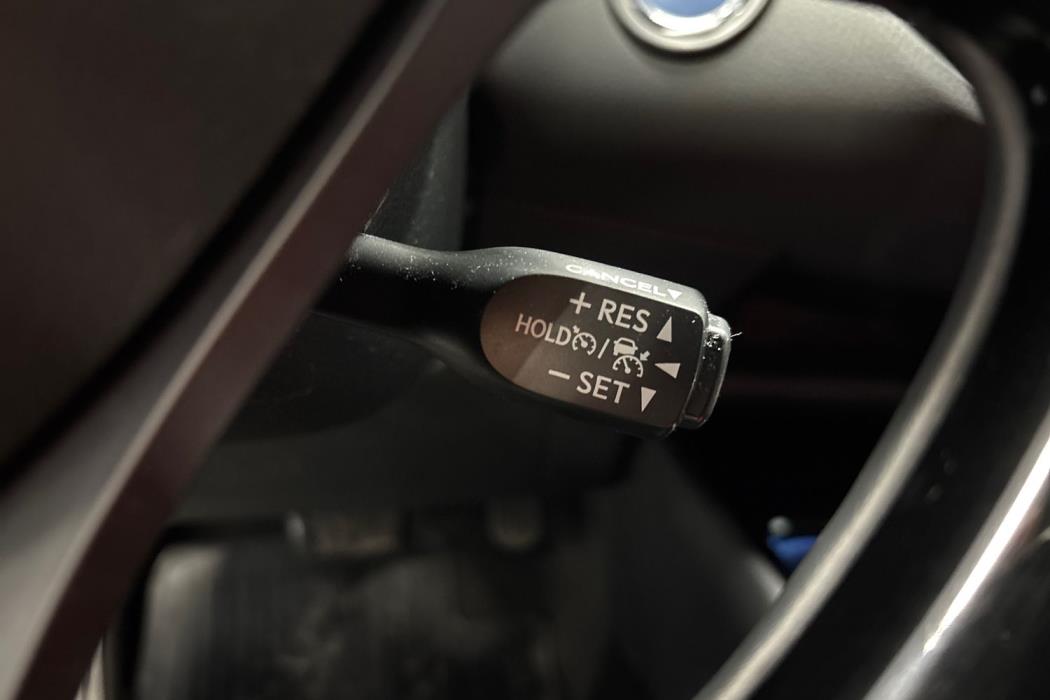 CANCEL
+ RES
HOLD /
− SET